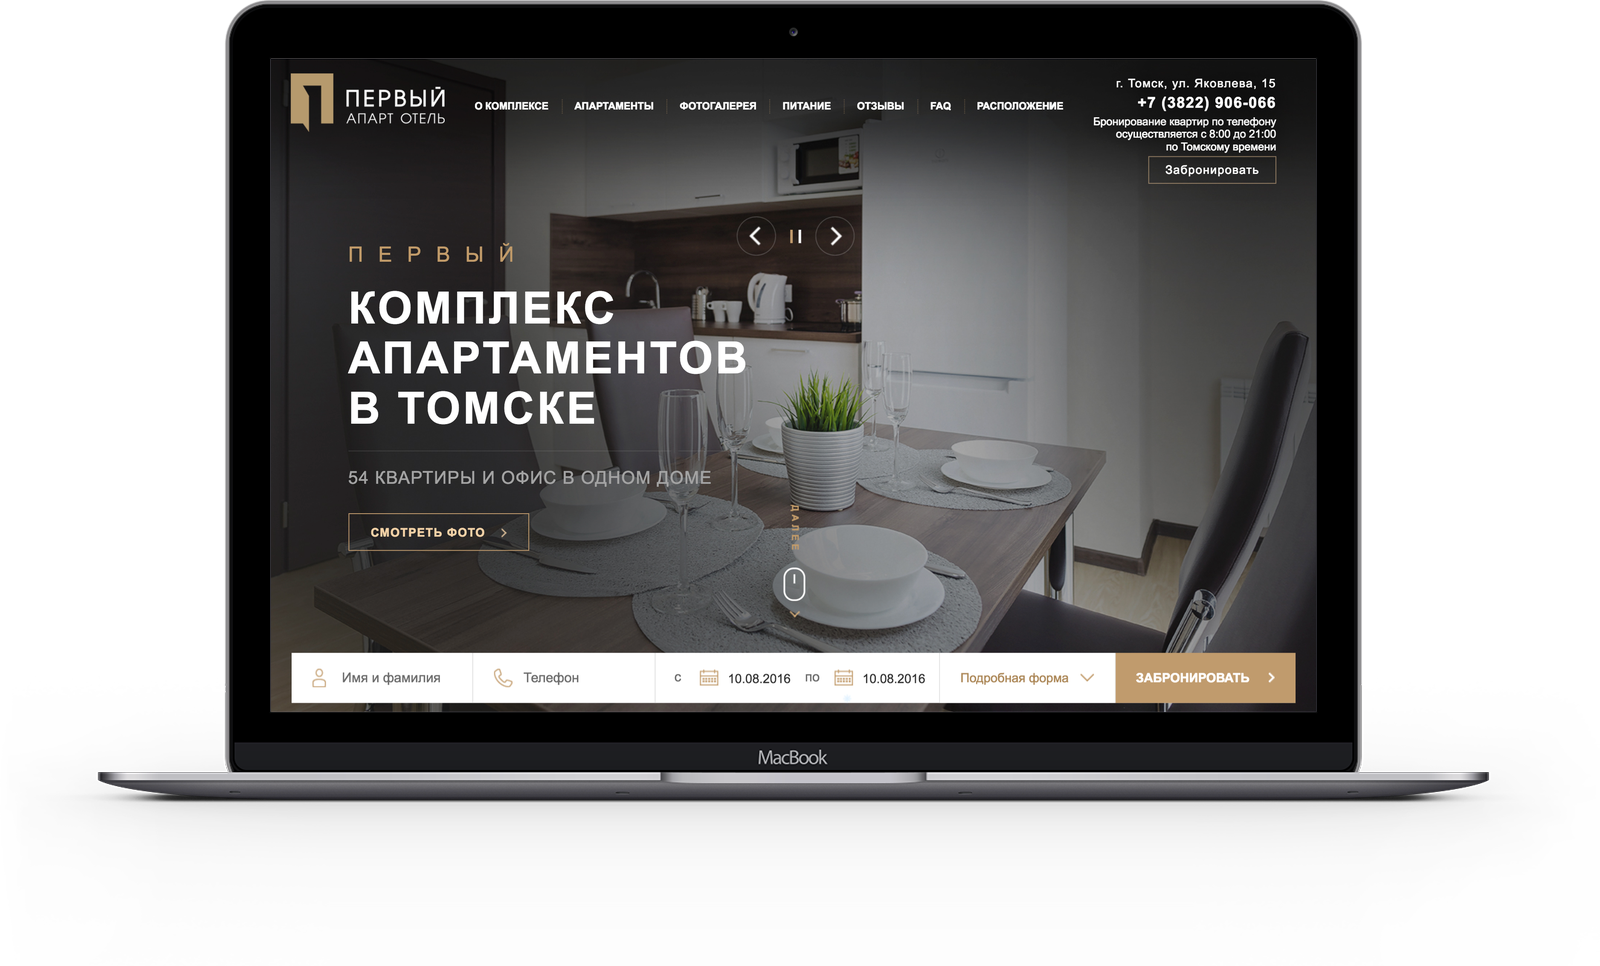 ПЕРВЫЙ
АПАРТ ОТЕЛЬ
О КОМПЛЕКСЕ
АПАРТАМЕНТЫ
ФОТОГАЛЕРЕЯ
ПИТАНИЕ
ОТЗЫВЫ
FAQ
РАСПОЛОЖЕНИЕ
г. Томск, ул. Яковлева, 15
+7 (3822) 906-066
Бронирование квартир по телефону
осуществляется с 8:00 до 21:00
по Томскому времени
Забронировать
ПЕРВЫЙ
КОМПЛЕКС
АПАРТАМЕНТОВ
В ТОМСКЕ
54 КВАРТИРЫ И ОФИС В ОДНОМ ДОМЕ
СМОТРЕТЬ ФОТО
ДАЛЕЕ
Имя и фамилия
Телефон
с 10.08.2016 по 10.08.2016
Подробная форма
ЗАБРОНИРОВАТЬ
MacBook